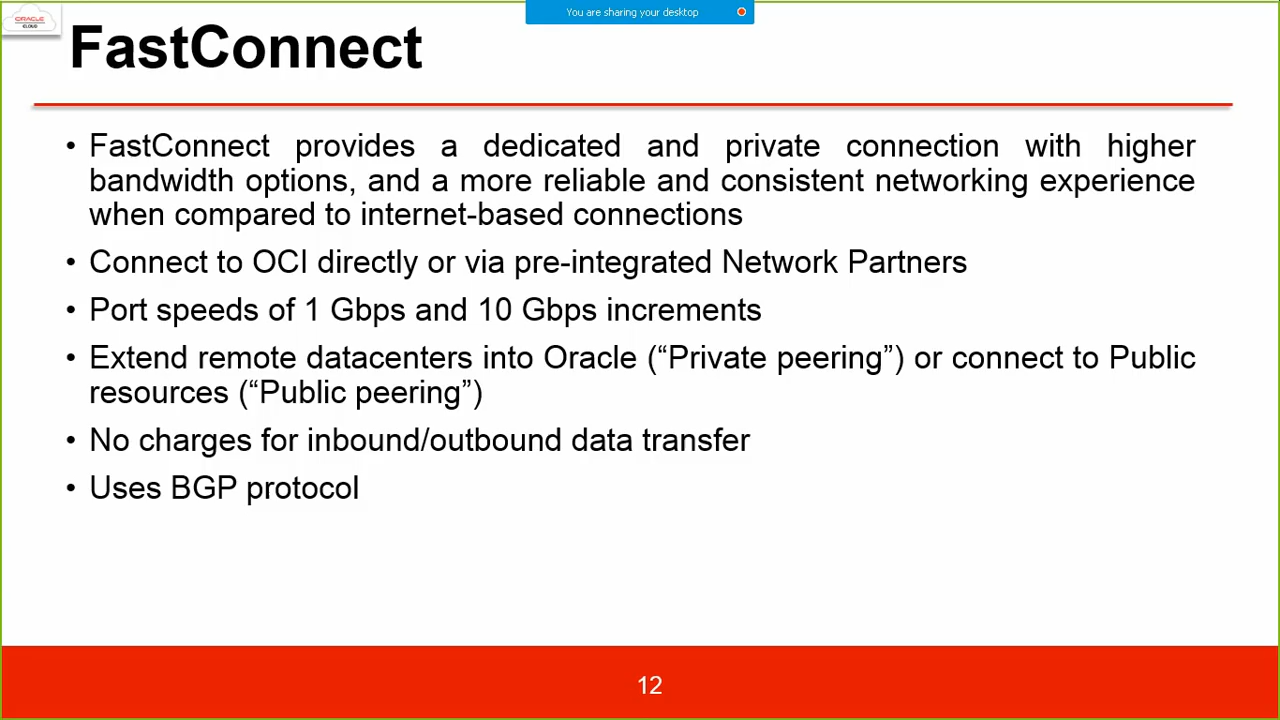 ORACLE
CLOUD
You are sharing your desktop
FastConnect
• FastConnect provides a dedicated and private connection with higher
bandwidth options, and a more reliable and consistent networking experience
when compared to internet-based connections
• Connect to OCI directly or via pre-integrated Network Partners
• Port speeds of 1 Gbps and 10 Gbps increments
• Extend remote datacenters into Oracle (“Private peering”) or connect to Public
resources (“Public peering”)
• No charges for inbound/outbound data transfer
• Uses BGP protocol
12